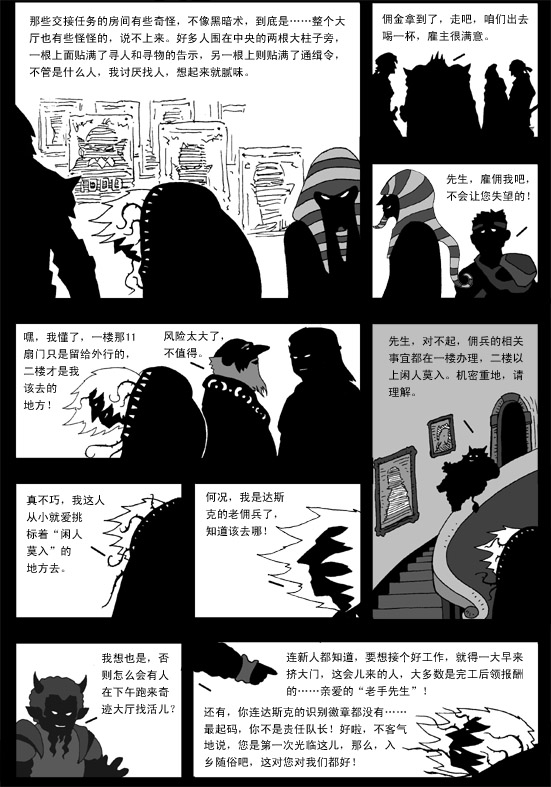 那些交接任务的房间有些奇怪，不像黑暗术，到底是……整个大
厅也有些怪怪的，说不上来。好多人围在中央的两根大柱子旁，
一根上面贴满了寻人和寻物的告示，另一根上则贴满了通缉令，
不管是什么人，我讨厌找人，想起来就腻味。
佣金拿到了，走吧，咱们出去
喝一杯，雇主很满意。
先生，雇佣我吧，
不会让您失望的！
嘿，我懂了，一楼那11
扇门只是留给外行的，
二楼才是我
该去的
地方！
风险太大了，
不值得。
先生，对不起，佣兵的相关
事宜都在一楼办理，二楼以
上闲人莫入。机密重地，请
理解。
真不巧，我这人
从小就爱挑
标着“闲人
莫入”的
地方去。
何况，我是达斯
克的老佣兵了，
知道该去哪！
我想也是，否
则怎么会有人
在下午跑来奇
迹大厅找活儿？
连新人都知道，要想接个好工作，就得一大早来
挤大门，这会儿来的人，大多数是完工后领报酬
的……亲爱的“老手先生”！
还有，你连达斯克的识别徽章都没有……
最起码，你不是责任队长！好啦，不客气
地说，您是第一次光临这儿，那么，入
乡随俗吧，这对您对我们都好！